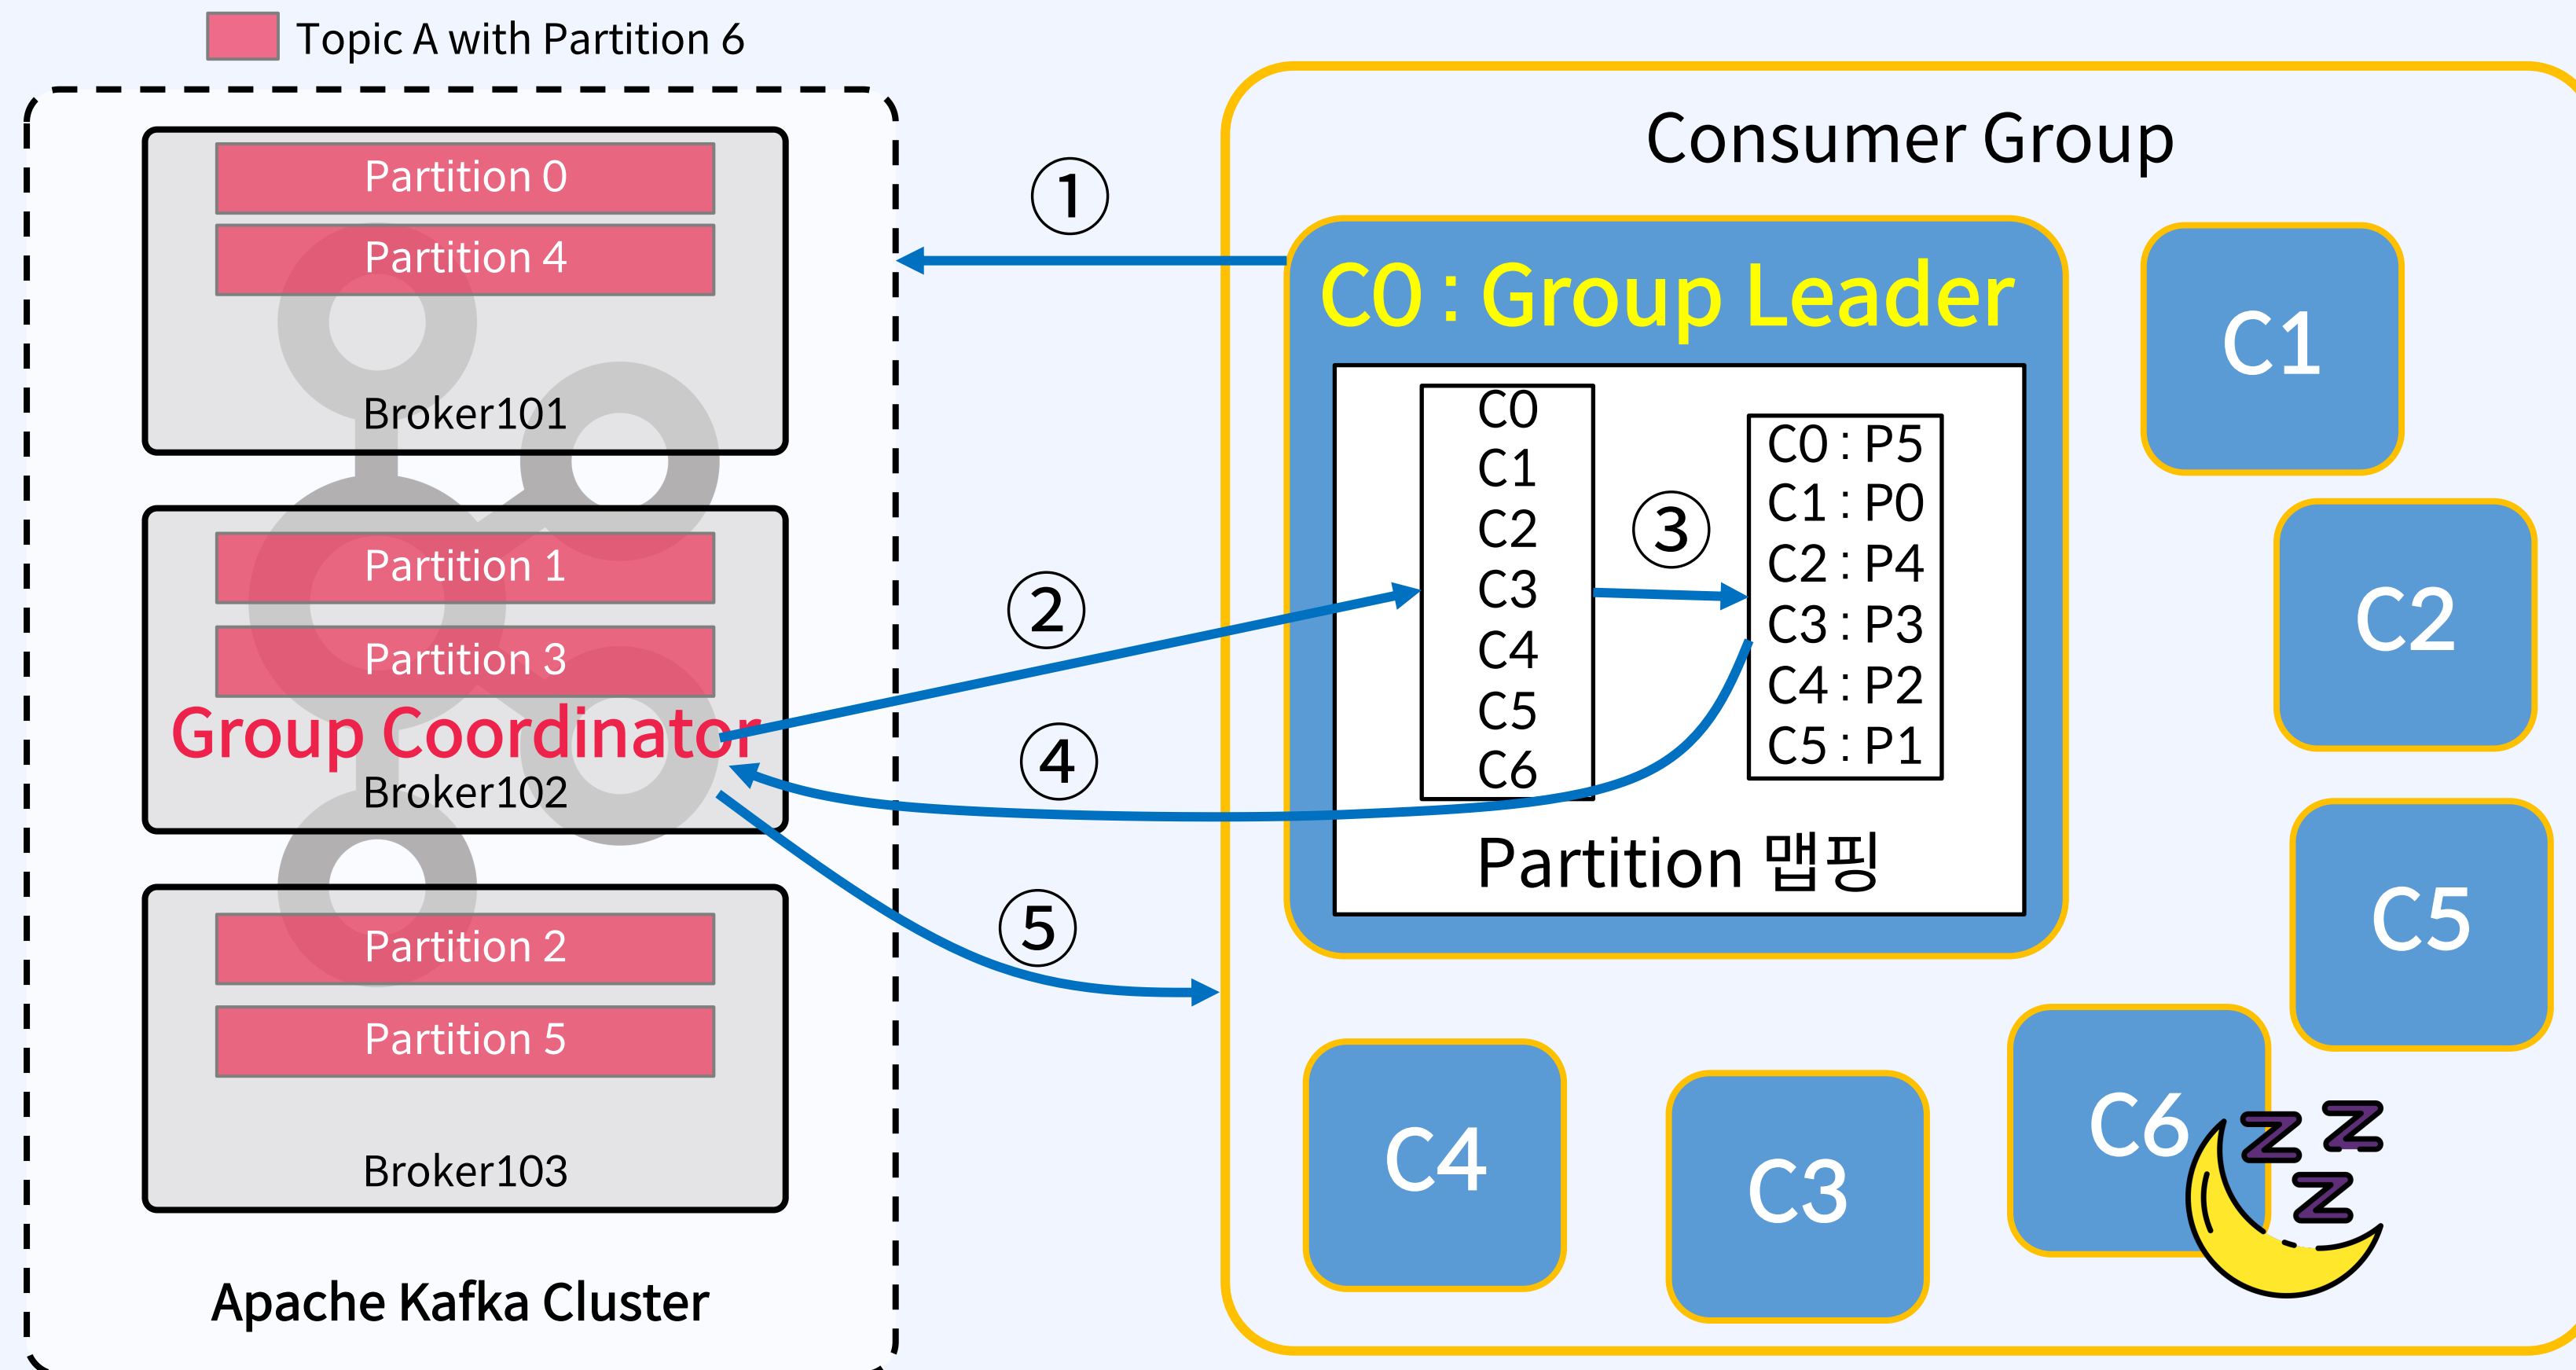 Topic A with Partition 6
Partition 0
Partition 4
Broker101
Partition 1
Partition 3
Group Coordinator
Broker102
Partition 2
Partition 5
Broker103
Apache Kafka Cluster
①
②
④
⑤
Consumer Group
C0 : Group Leader
C0
C1
C2
C3
C4
C5
C6
③
C0 : P5
C1 : P0
C2 : P4
C3 : P3
C4 : P2
C5 : P1
Partition 맵핑
C1
C2
C5
C4
C3
C6
Z Z
Z